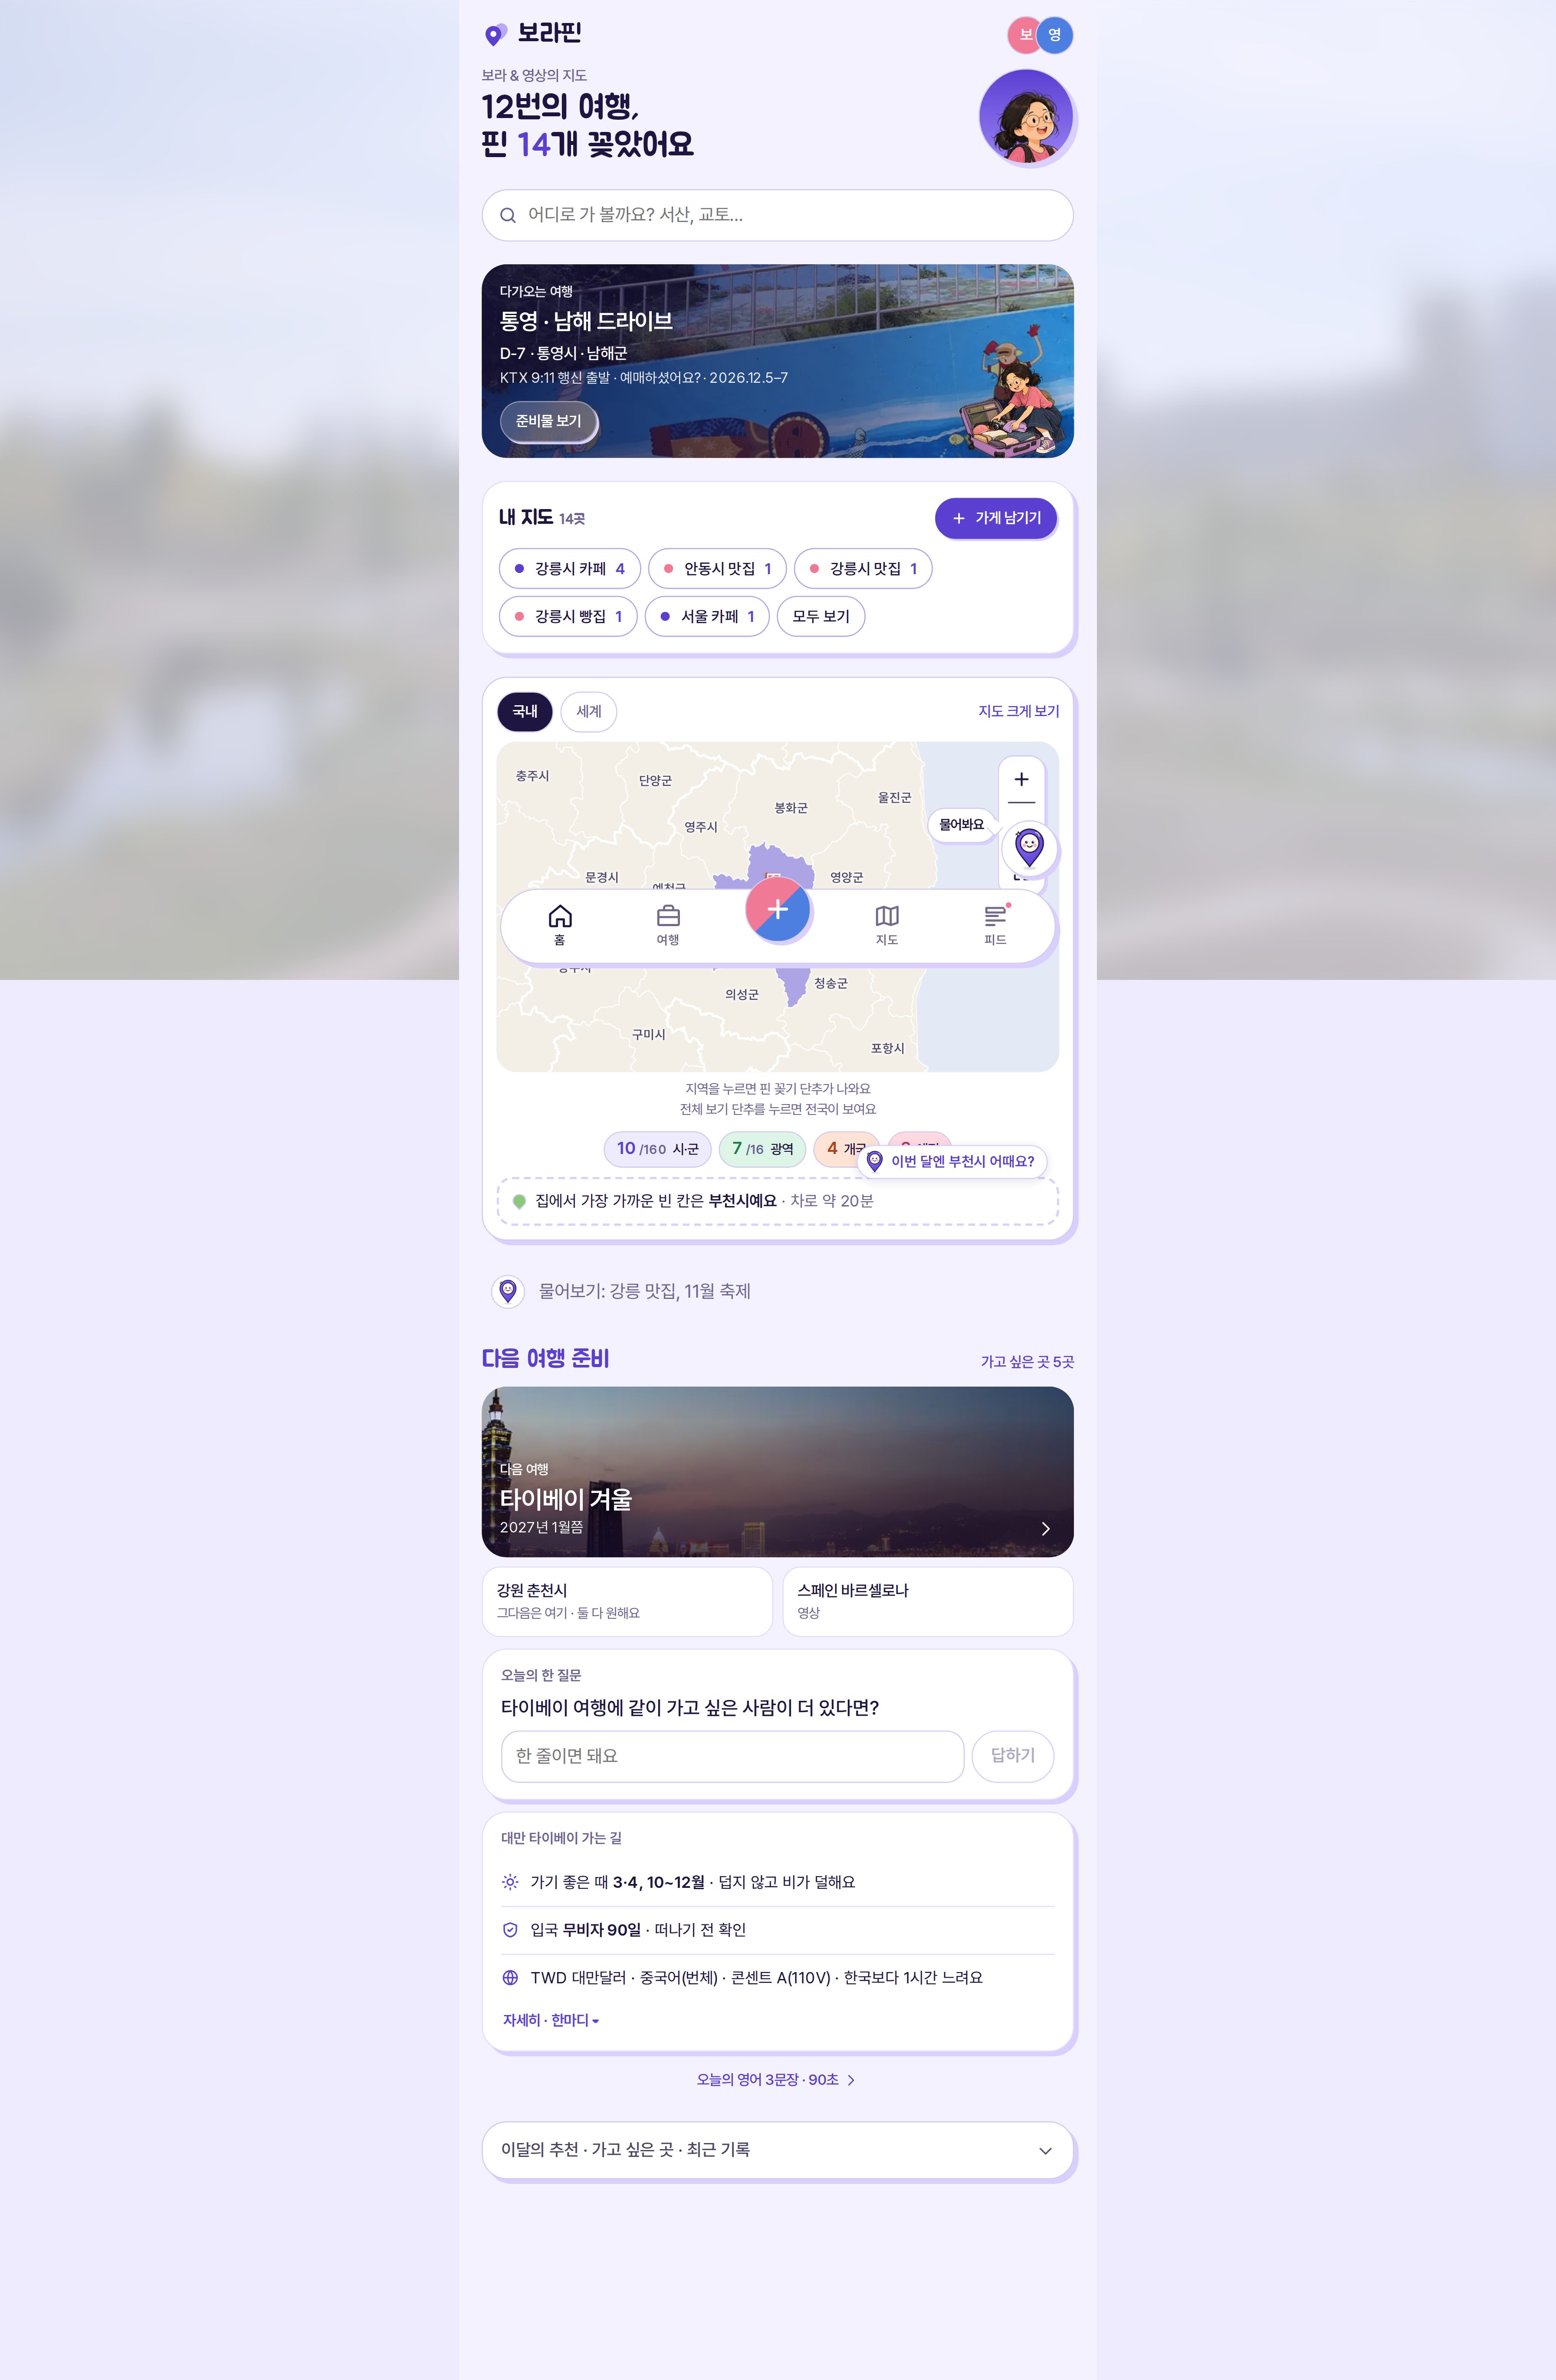 보라핀
보 영
보라 & 영상의 지도
12번의 여행,
핀 14개 꽂았어요
어디로 가 볼까요? 서산, 교토…
다가오는 여행
통영 · 남해 드라이브
D-7 · 통영시 · 남해군
KTX 9:11 행신 출발 · 예매하셨어요? · 2026.12.5–7
준비물 보기
내 지도 14곳
+ 가게 남기기
강릉시 카페 4
안동시 맛집 1
강릉시 맛집 1
강릉시 빵집 1
서울 카페 1
모두 보기
국내
세계
지도 크게 보기
충주시
단양군
봉화군
울진군
영주시
물어봐요
문경시
영양군
홈
여행
지도
피드
의성군
청송군
구미시
포항시
지역을 누르면 핀 꽂기 단추가 나와요
전체 보기 단추를 누르면 전국이 보여요
10 /160 시·군
7 /16 광역
4 개국
이번 달엔 부천시 어때요?
집에서 가장 가까운 빈 칸은 부천시예요 · 차로 약 20분
물어보기: 강릉 맛집, 11월 축제
다음 여행 준비
가고 싶은 곳 5곳
다음 여행
타이베이 겨울
2027년 1월쯤
강원 춘천시
그다음은 여기 · 둘 다 원해요
스페인 바르셀로나
영상
오늘의 한 질문
타이베이 여행에 같이 가고 싶은 사람이 더 있다면?
한 줄이면 돼요
답하기
대만 타이베이 가는 길
가기 좋은 때 3·4, 10~12월 · 덥지 않고 비가 덜해요
입국 무비자 90일 · 떠나기 전 확인
TWD 대만달러 · 중국어(번체) · 콘센트 A(110V) · 한국보다 1시간 느려요
자세히 · 한마디
오늘의 영어 3문장 · 90초
이달의 추천 · 가고 싶은 곳 · 최근 기록